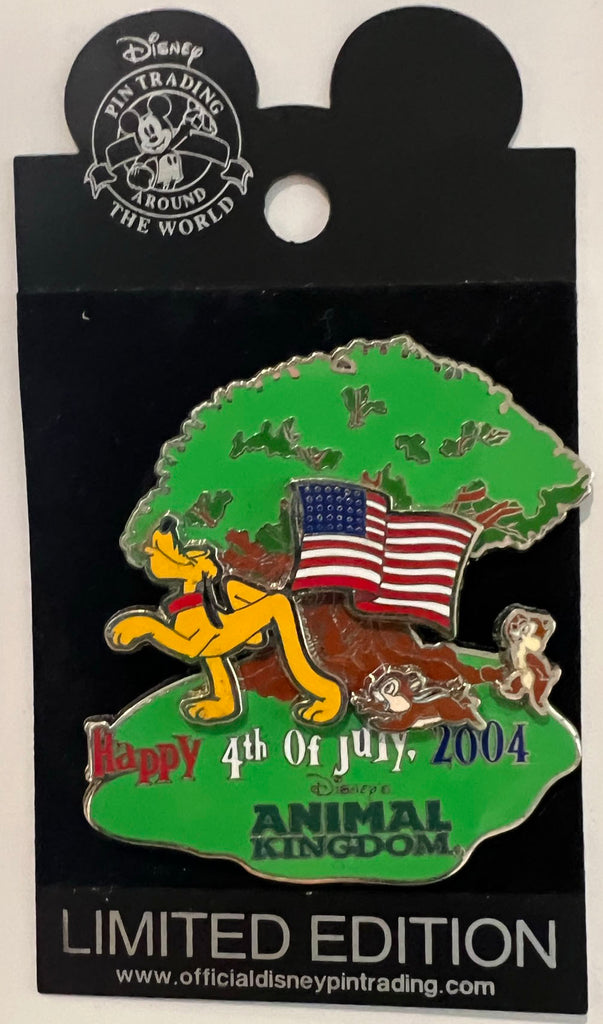 Disney
PIN TRADING
AROUND
THE WORLD
Happy 4th Of July, 2004
Disney's
ANIMAL
KINGDOM®
LIMITED EDITION
www.officialdisneypintrading.com